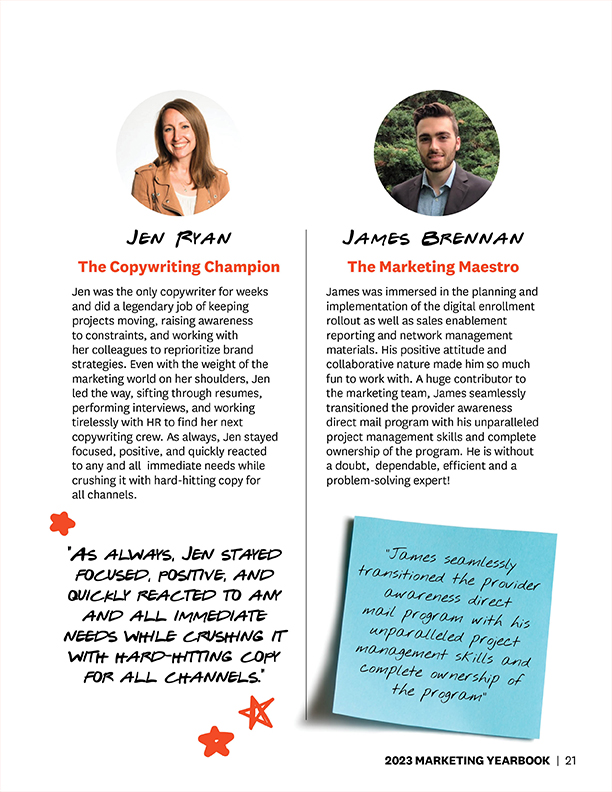 JEN RYAN
The Copywriting Champion
Jen was the only copywriter for weeks
and did a legendary job of keeping
projects moving, raising awareness
to constraints, and working with
her colleagues to reprioritize brand
strategies. Even with the weight of the
marketing world on her shoulders, Jen
led the way, sifting through resumes,
performing interviews, and working
tirelessly with HR to find her next
copywriting crew. As always, Jen stayed
focused, positive, and quickly reacted
to any and all  immediate needs while
crushing it with hard-hitting copy for
all channels.
"AS ALWAYS, JEN STAYED
FOCUSED, POSITIVE, AND
QUICKLY REACTED TO ANY
AND ALL IMMEDIATE
NEEDS WHILE CRUSHING IT
WITH HARD-HITTING COPY
FOR ALL CHANNELS."
JAMES BRENNAN
The Marketing Maestro
James was immersed in the planning and
implementation of the digital enrollment
rollout as well as sales enablement
reporting and network management
materials. His positive attitude and
collaborative nature made him so much
fun to work with. A huge contributor to
the marketing team, James seamlessly
transitioned the provider awareness
direct mail program with his unparalleled
project management skills and complete
ownership of the program. He is without
a doubt,  dependable, efficient and a
problem-solving expert!
"James seamlessly
transitioned the provider
awareness direct
mail program with his
unparalleled project
management skills and
complete ownership of
the program"
2023 MARKETING YEARBOOK | 21